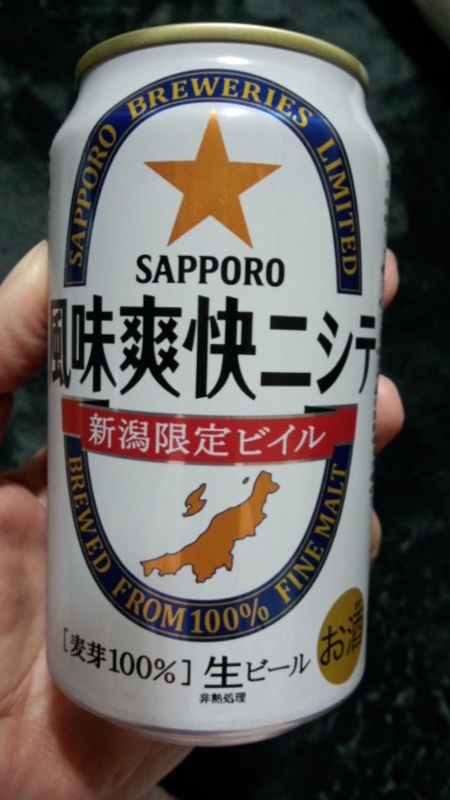 SAPPORO BREWERIES LIMITED
SAPPORO
風味爽快ニシテ
新潟限定ビイル
BREWED FROM 100% FINE MALT
[麦芽100%] 生ビール
非熱処理
お酒